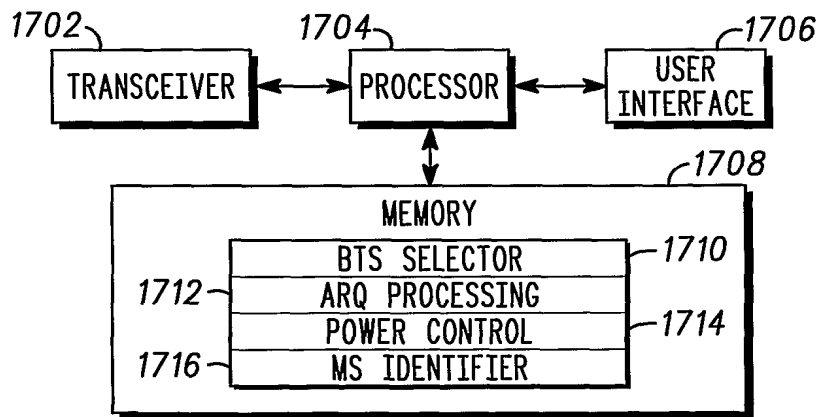 1702
1704
1706
TRANSCEIVER
PROCESSOR
USER
INTERFACE
1708
MEMORY
BTS SELECTOR
1710
1712
ARQ PROCESSING
POWER CONTROL
1714
1716
MS IDENTIFIER